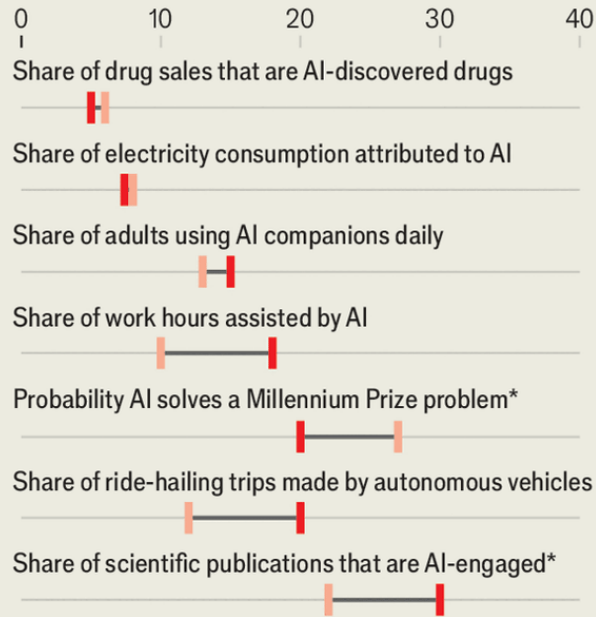 0 10 20 30 40
Share of drug sales that are AI-discovered drugs
Share of electricity consumption attributed to AI
Share of adults using AI companions daily
Share of work hours assisted by AI
Probability AI solves a Millennium Prize problem*
Share of ride-hailing trips made by autonomous vehicles
Share of scientific publications that are AI-engaged*